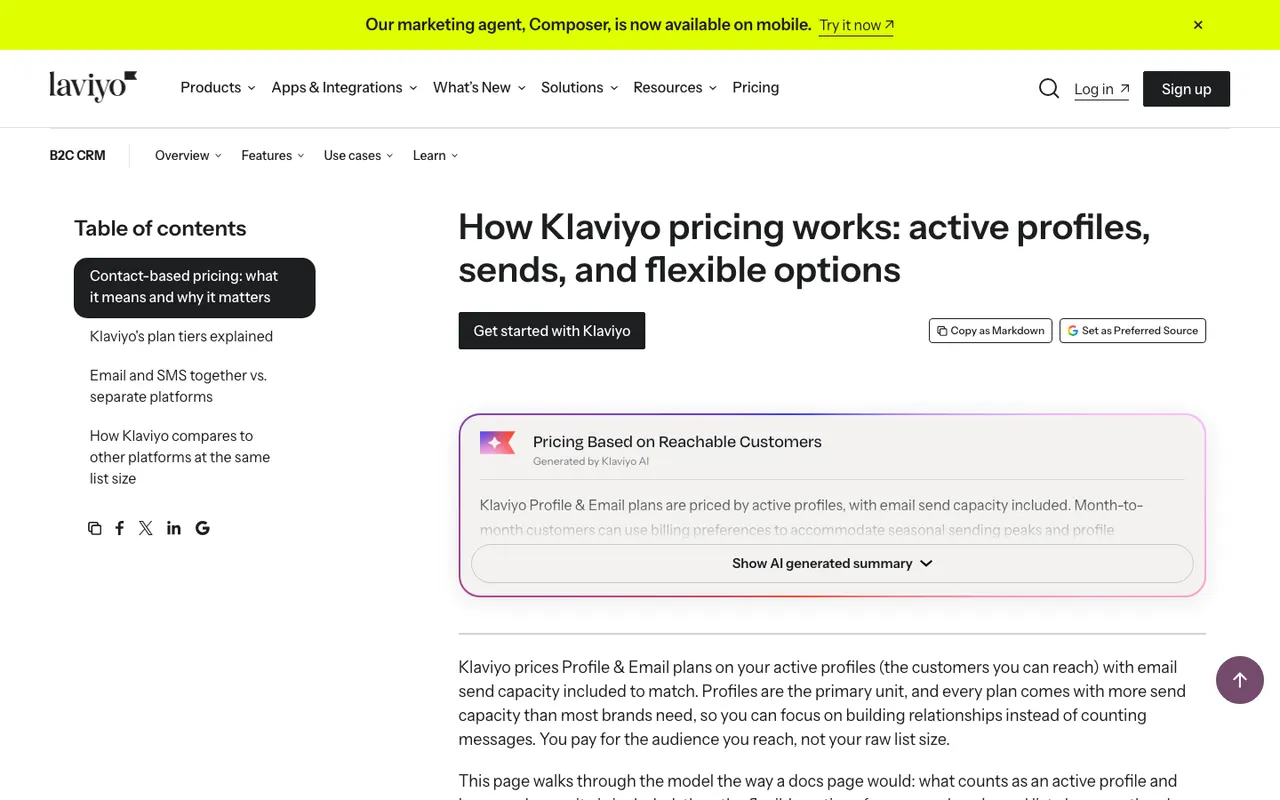 Our marketing agent, Composer, is now available on mobile. Try it now
laviyo
Products
Apps & Integrations
What's New
Solutions
Resources
Pricing
Log in
Sign up
B2C CRM
Overview
Features
Use cases
Learn
Table of contents
Contact-based pricing: what
it means and why it matters
Klaviyo's plan tiers explained
Email and SMS together vs.
separate platforms
How Klaviyo compares to
other platforms at the same
list size
How Klaviyo pricing works: active profiles,
sends, and flexible options
Get started with Klaviyo
Copy as Markdown
Set as Preferred Source
Pricing Based on Reachable Customers
Generated by Klaviyo AI
Klaviyo Profile & Email plans are priced by active profiles, with email send capacity included. Month-to-
month customers can use billing preferences to accommodate seasonal sending peaks and profile
Show AI generated summary
Klaviyo prices Profile & Email plans on your active profiles (the customers you can reach) with email
send capacity included to match. Profiles are the primary unit, and every plan comes with more send
capacity than most brands need, so you can focus on building relationships instead of counting
messages. You pay for the audience you reach, not your raw list size.
This page walks through the model the way a docs page would: what counts as an active profile and